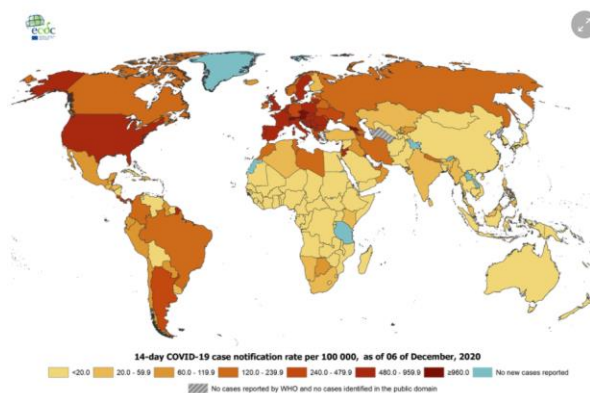 ecdc
14-day COVID-19 case notification rate per 100 000, as of 06 of December, 2020
<20.0 20.0 - 59.9 60.0 - 119.9 120.0 - 239.9 240.0 - 479.9 480.0 - 959.9 ≥960.0 No new cases reported
No cases reported by WHO and no cases identified in the public domain